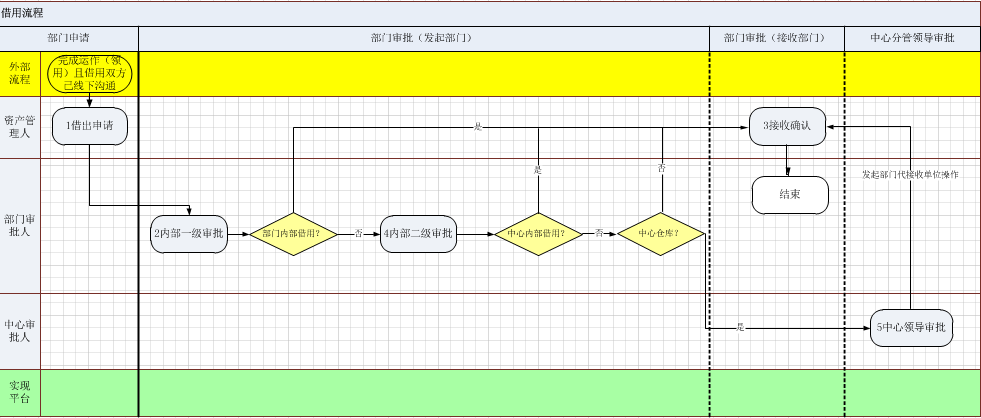 借用流程
部门申请
部门审批（发起部门）
部门审批（接收部门）
中心分管领导审批
外部
流程
完成运作（领
用）且借用双方
已线下沟通
资产管
理人
1借出申请
是
3接收确认
是
否
发起部门代接收单位操作
结束
部门审
批人
2内部一级审批
部门内部借用？
否
4内部二级审批
中心内部借用？
否
中心仓库？
中心审
批人
是
5中心领导审批
实现
平台